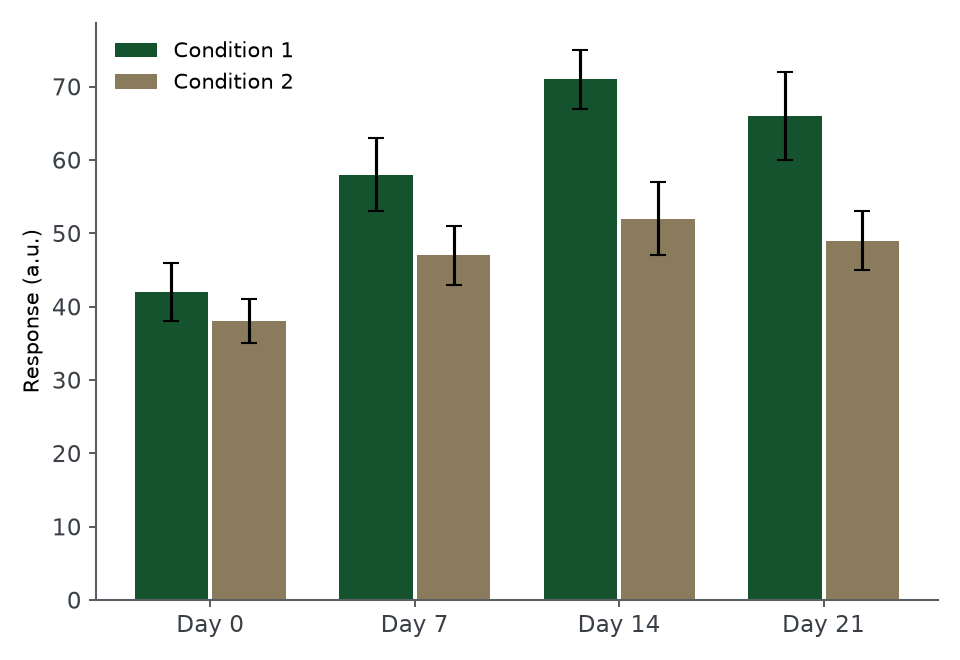 Condition 1
Condition 2
Response (a.u.)
70
60
50
40
30
20
10
0
Day 0
Day 7
Day 14
Day 21